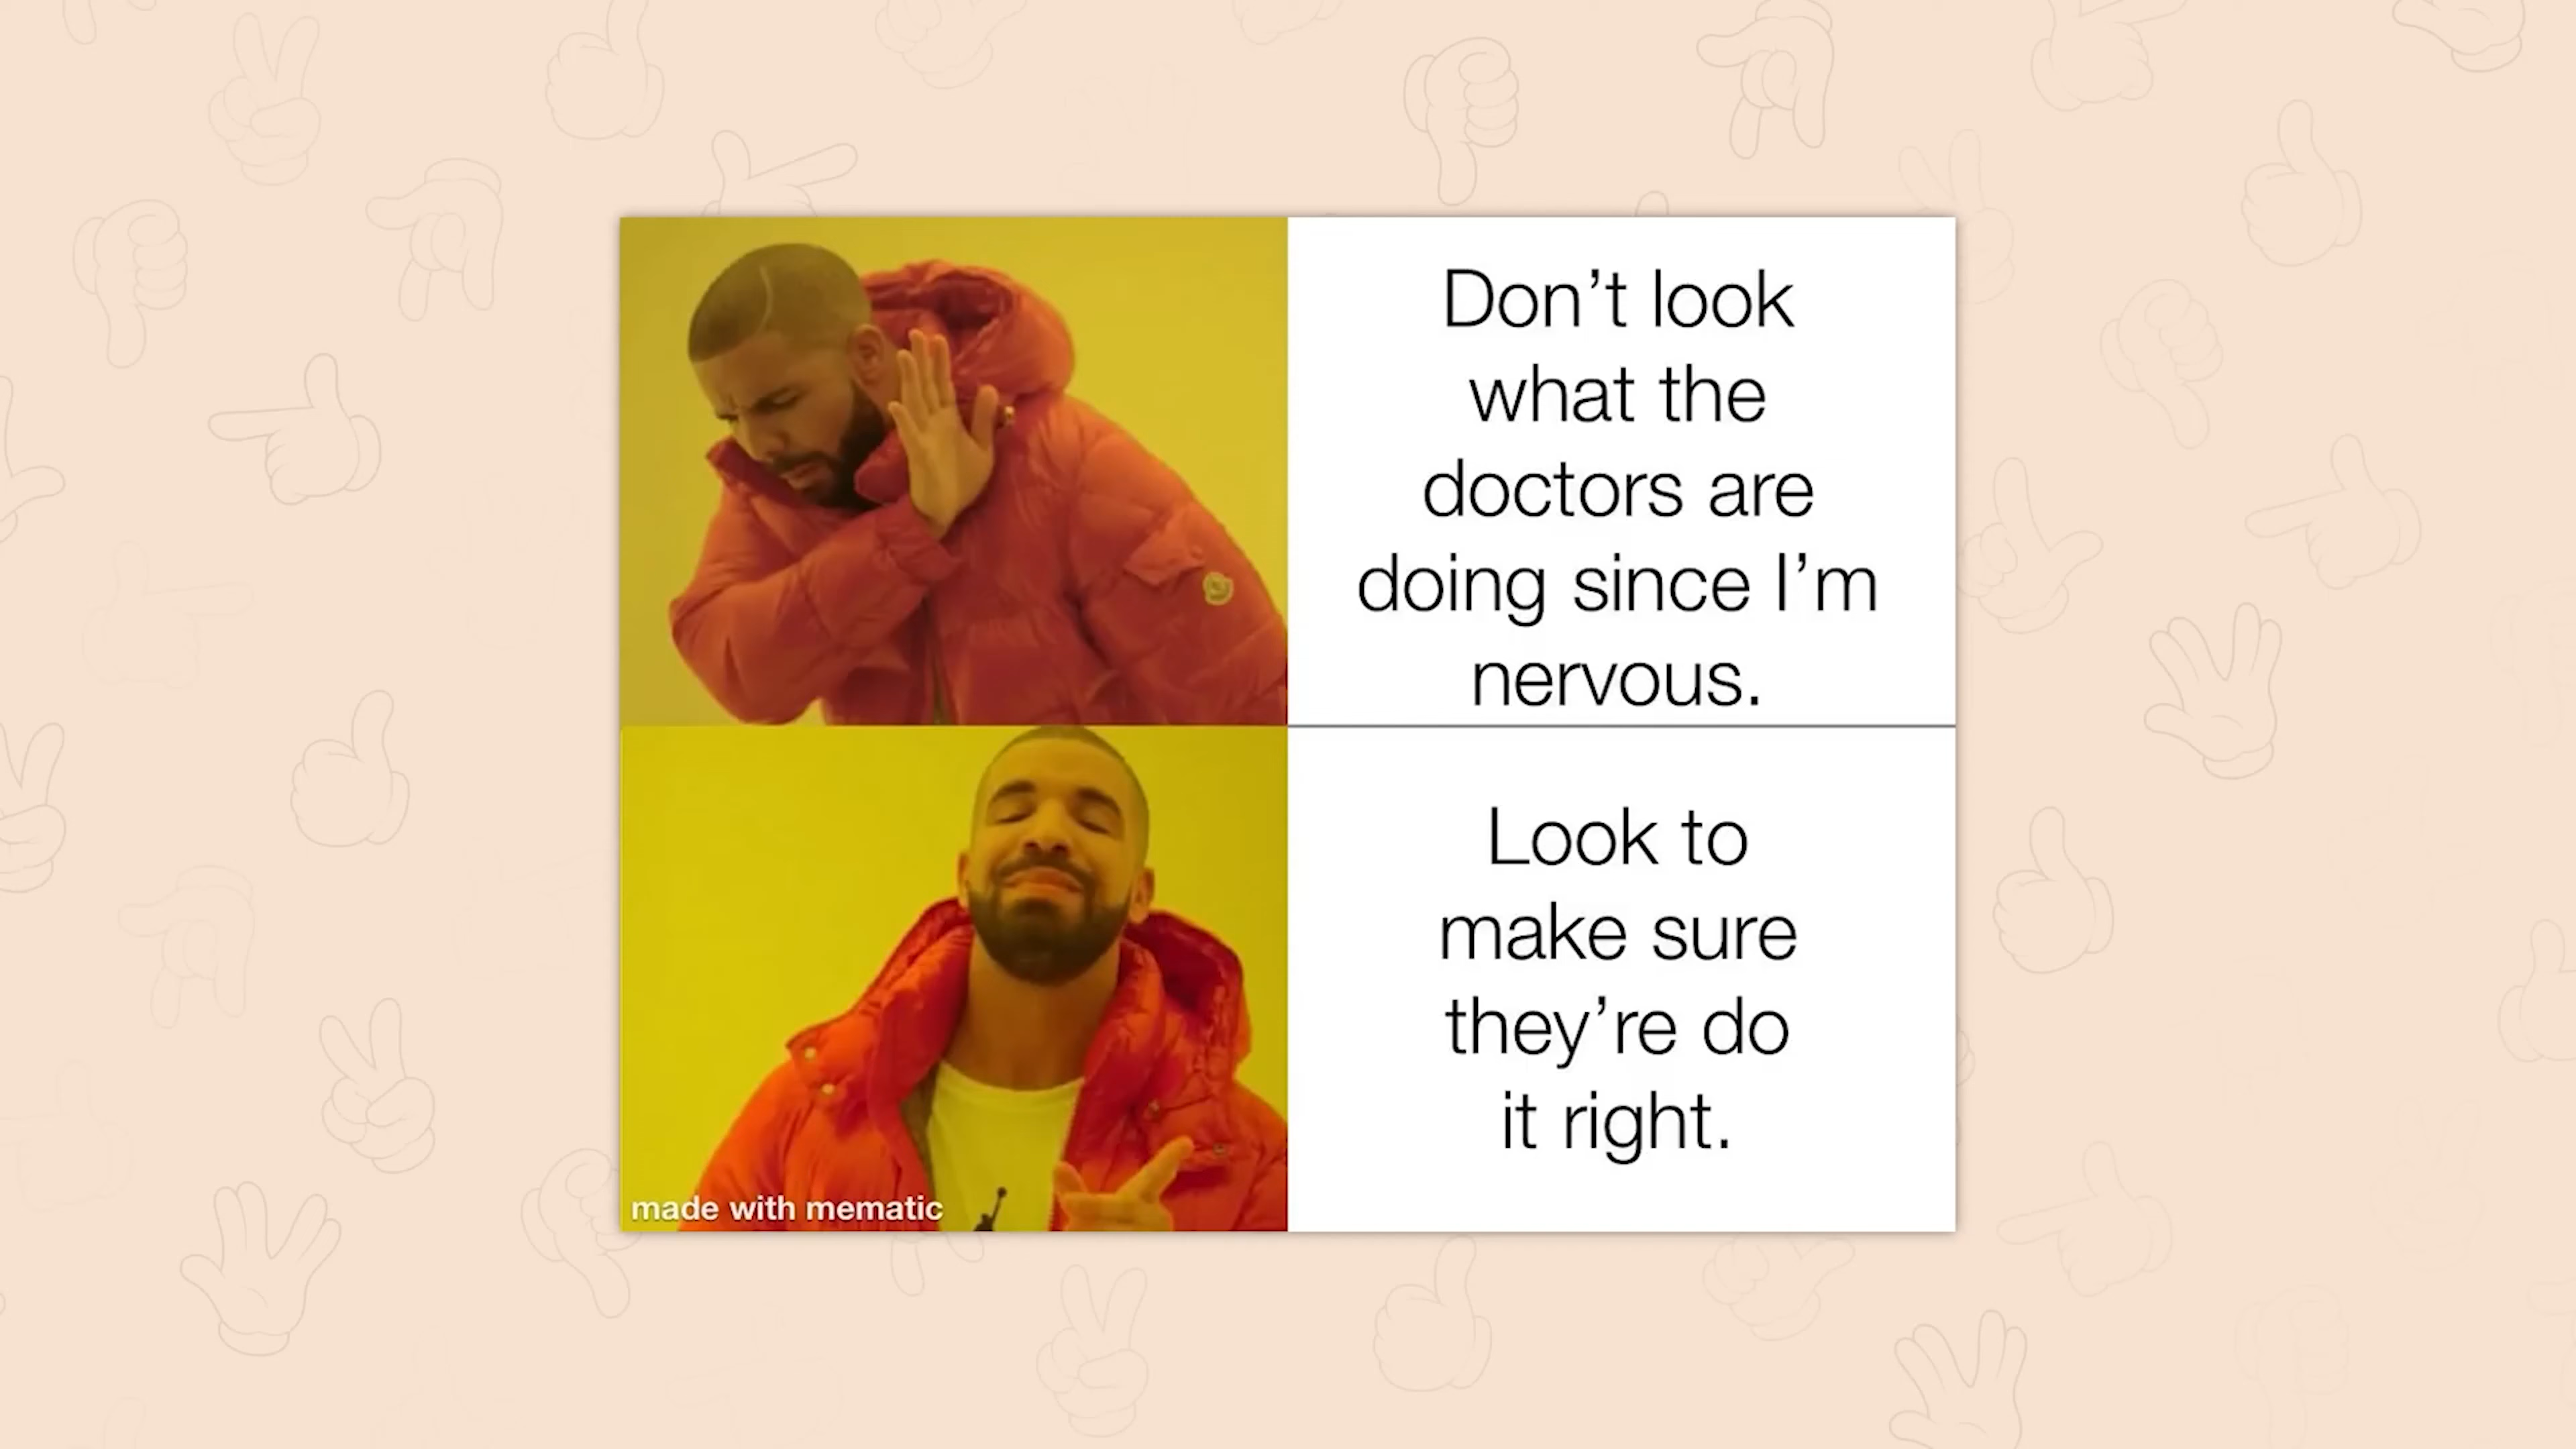 Don’t look
what the
doctors are
doing since I’m
nervous.
Look to
make sure
they’re do
it right.
made with mematic